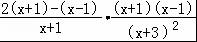 2(x+1)-(x-1)
x+1
•
(x+1)(x-1)
(x+3)²